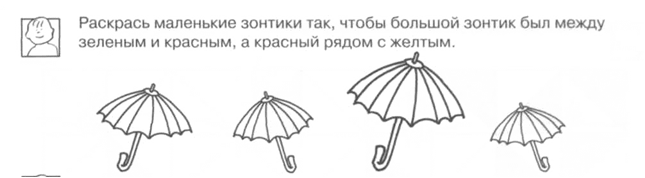 Раскрась маленькие зонтики так, чтобы большой зонтик был между
зеленым и красным, а красный рядом с желтым.